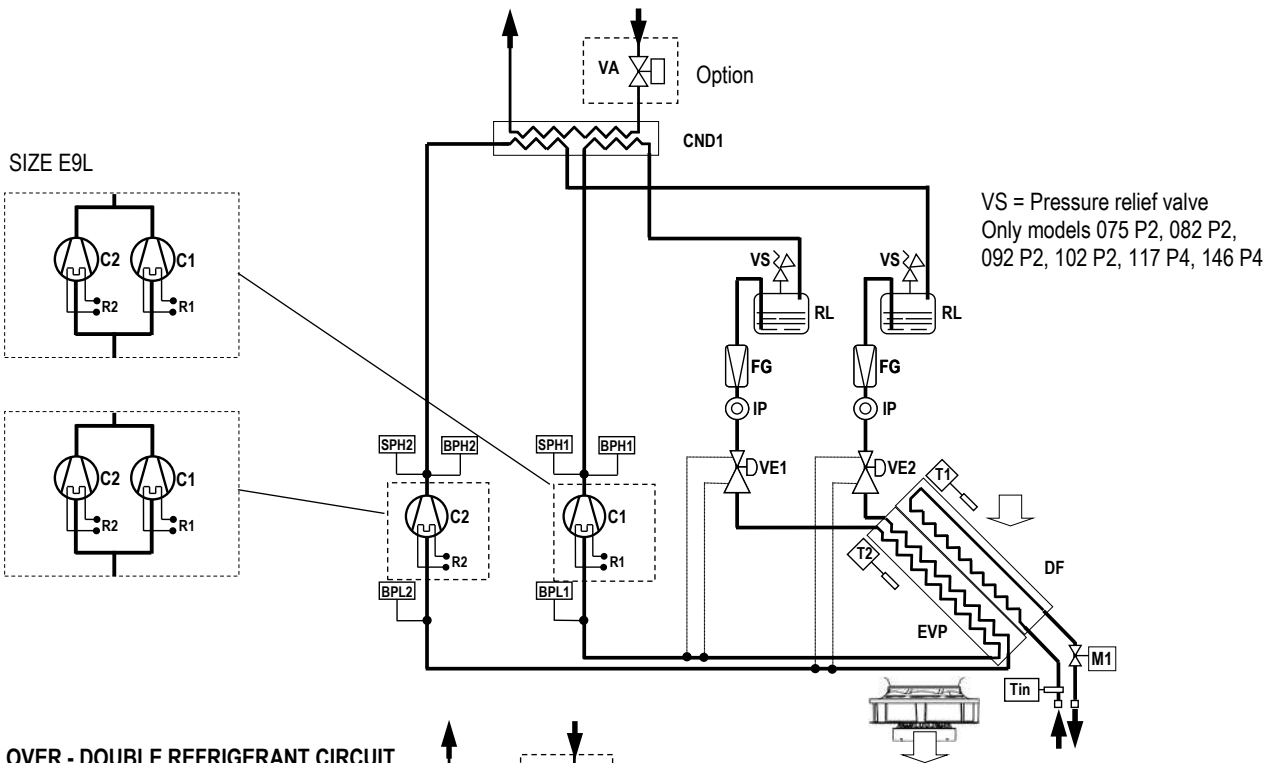 VA
Option
CND1
SIZE E9L
C2
C1
R2
R1
VS = Pressure relief valve
Only models 075 P2, 082 P2,
092 P2, 102 P2, 117 P4, 146 P4
VS
VS
RL
RL
FG
FG
IP
IP
SPH2
BPH2
SPH1
BPH1
VE1
VE2
T1
C2
C1
R2
R1
C2
R2
C1
R1
T2
DF
BPL2
BPL1
EVP
M1
Tin
OVER - DOUBLE REFRIGERANT CIRCUIT